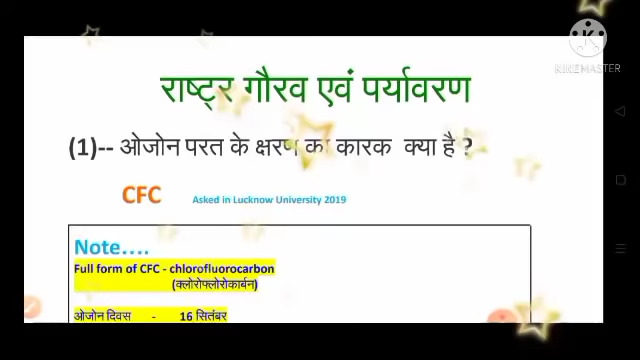 KINEMASTER
राष्ट्र गौरव एवं पर्यावरण
(1)-- ओजोन परत के क्षरण का कारक क्या है ?
CFC Asked in Lucknow University 2019
Note....
Full form of CFC - chlorofluorocarbon
(क्लोरोफ्लोरोकार्बन)
ओजोन दिवस - 16 सितंबर